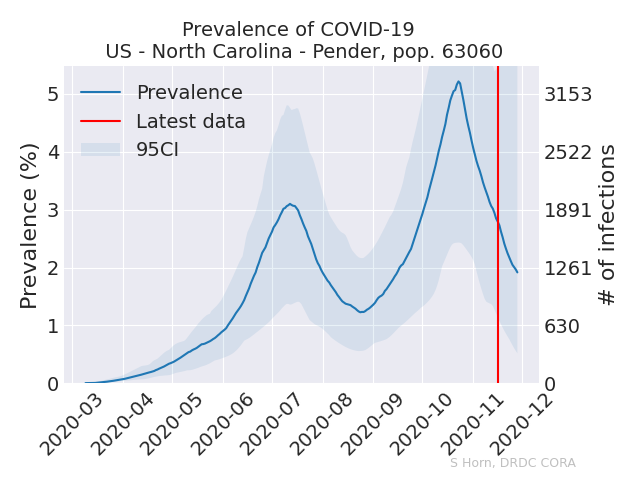 Prevalence of COVID-19
US - North Carolina - Pender, pop. 63060
Prevalence
Latest data
95CI
Prevalence (%)
5
4
3
2
1
0
3153
2522
1891
1261
630
0
# of infections
2020-03
2020-04
2020-05
2020-06
2020-07
2020-08
2020-09
2020-10
2020-11
2020-12
S Horn, DRDC CORA